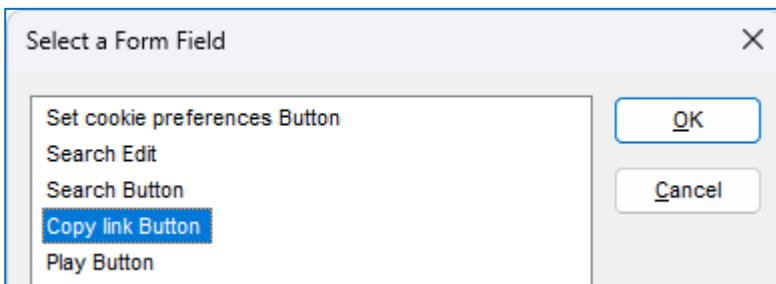 Select a Form Field
Set cookie preferences Button
Search Edit
Search Button
Copy link Button
Play Button
OK
Cancel